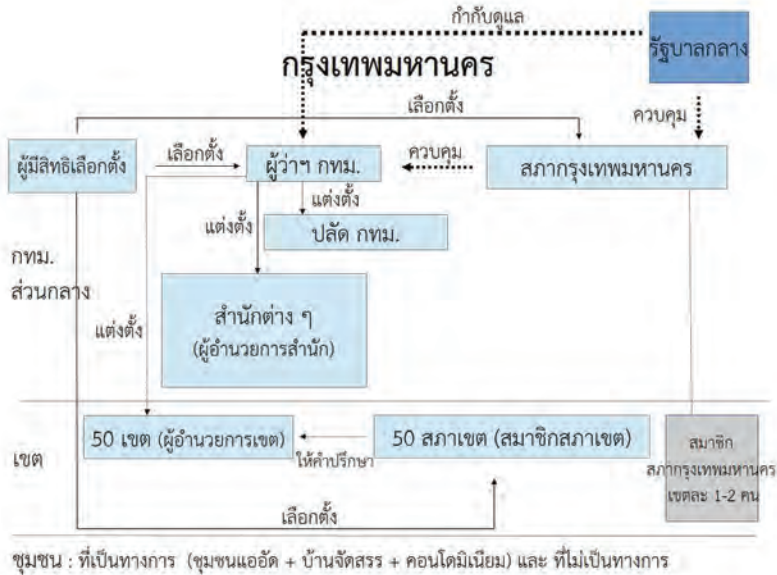 กำกับดูแล
รัฐบาลกลาง
กรุงเทพมหานคร
เลือกตั้ง
ควบคุม
ผู้มีสิทธิเลือกตั้ง
เลือกตั้ง
ผู้ว่าฯ กทม.
ควบคุม
สภากรุงเทพมหานคร
แต่งตั้ง
แต่งตั้ง
ปลัด กทม.
กทม.
ส่วนกลาง
สำนักต่าง ๆ
(ผู้อำนวยการสำนัก)
แต่งตั้ง
50 เขต (ผู้อำนวยการเขต)
ให้คำปรึกษา
50 สภาเขต (สมาชิกสภาเขต)
สมาชิก
สภากรุงเทพมหานคร
เขตละ 1-2 คน
เขต
เลือกตั้ง
ชุมชน : ที่เป็นทางการ (ชุมชนแออัด + บ้านจัดสรร + คอนโดมิเนียม) และ ที่ไม่เป็นทางการ